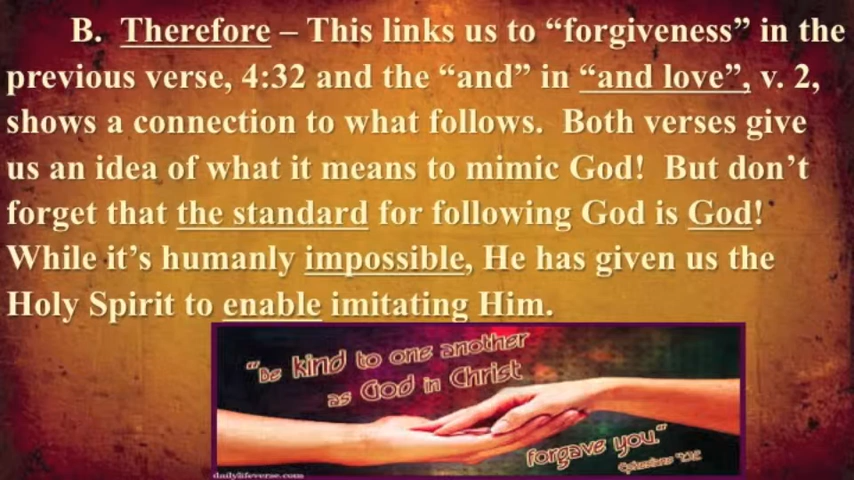 B. Therefore – This links us to “forgiveness” in the
previous verse, 4:32 and the “and” in “and love”, v. 2,
shows a connection to what follows. Both verses give
us an idea of what it means to mimic God! But don’t
forget that the standard for following God is God!
While it’s humanly impossible, He has given us the
Holy Spirit to enable imitating Him.
“be kind to one another
as God in Christ
forgave you.”
Ephesians 4:32
dailylifeverse.com